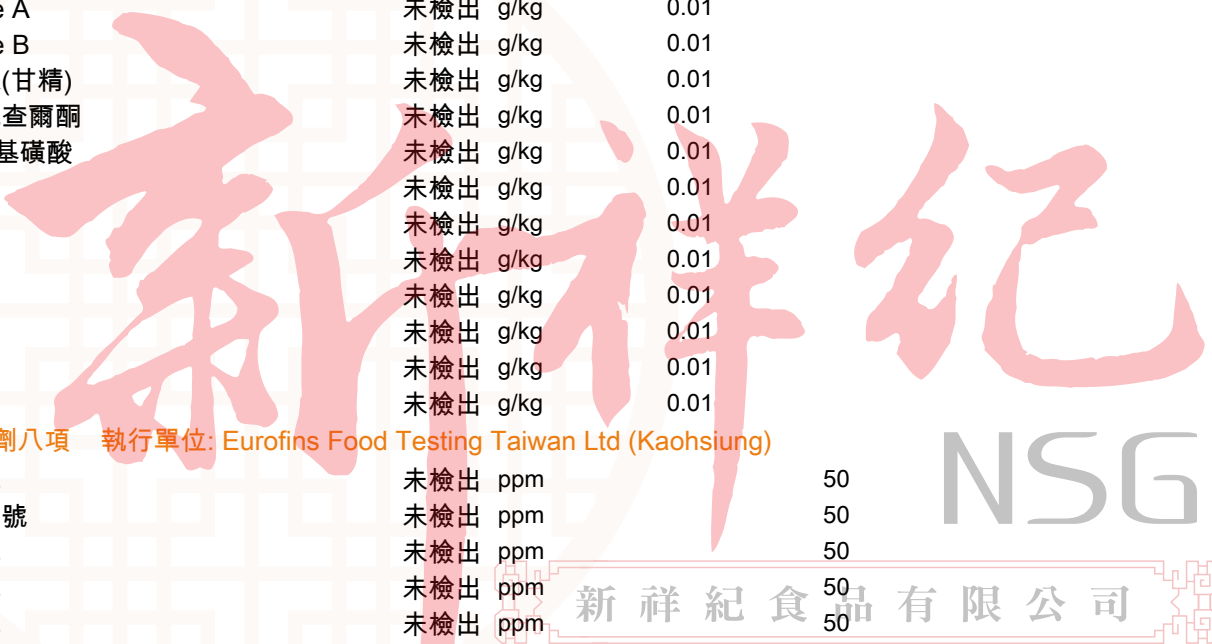 e A 未檢出 g/kg 0.01
e B 未檢出 g/kg 0.01
(甘精) 未檢出 g/kg 0.01
查爾酮 未檢出 g/kg 0.01
基磺酸 未檢出 g/kg 0.01
未檢出 g/kg 0.01
未檢出 g/kg 0.01
未檢出 g/kg 0.01
未檢出 g/kg 0.01
未檢出 g/kg 0.01
未檢出 g/kg 0.01
未檢出 g/kg 0.01
劑八項 執行單位: Eurofins Food Testing Taiwan Ltd (Kaohsiung)
未檢出 ppm 50
號 未檢出 ppm 50
未檢出 ppm 50
未檢出 ppm 50
未檢出 ppm 50
新祥纪
NSG
新祥紀食品有限公司